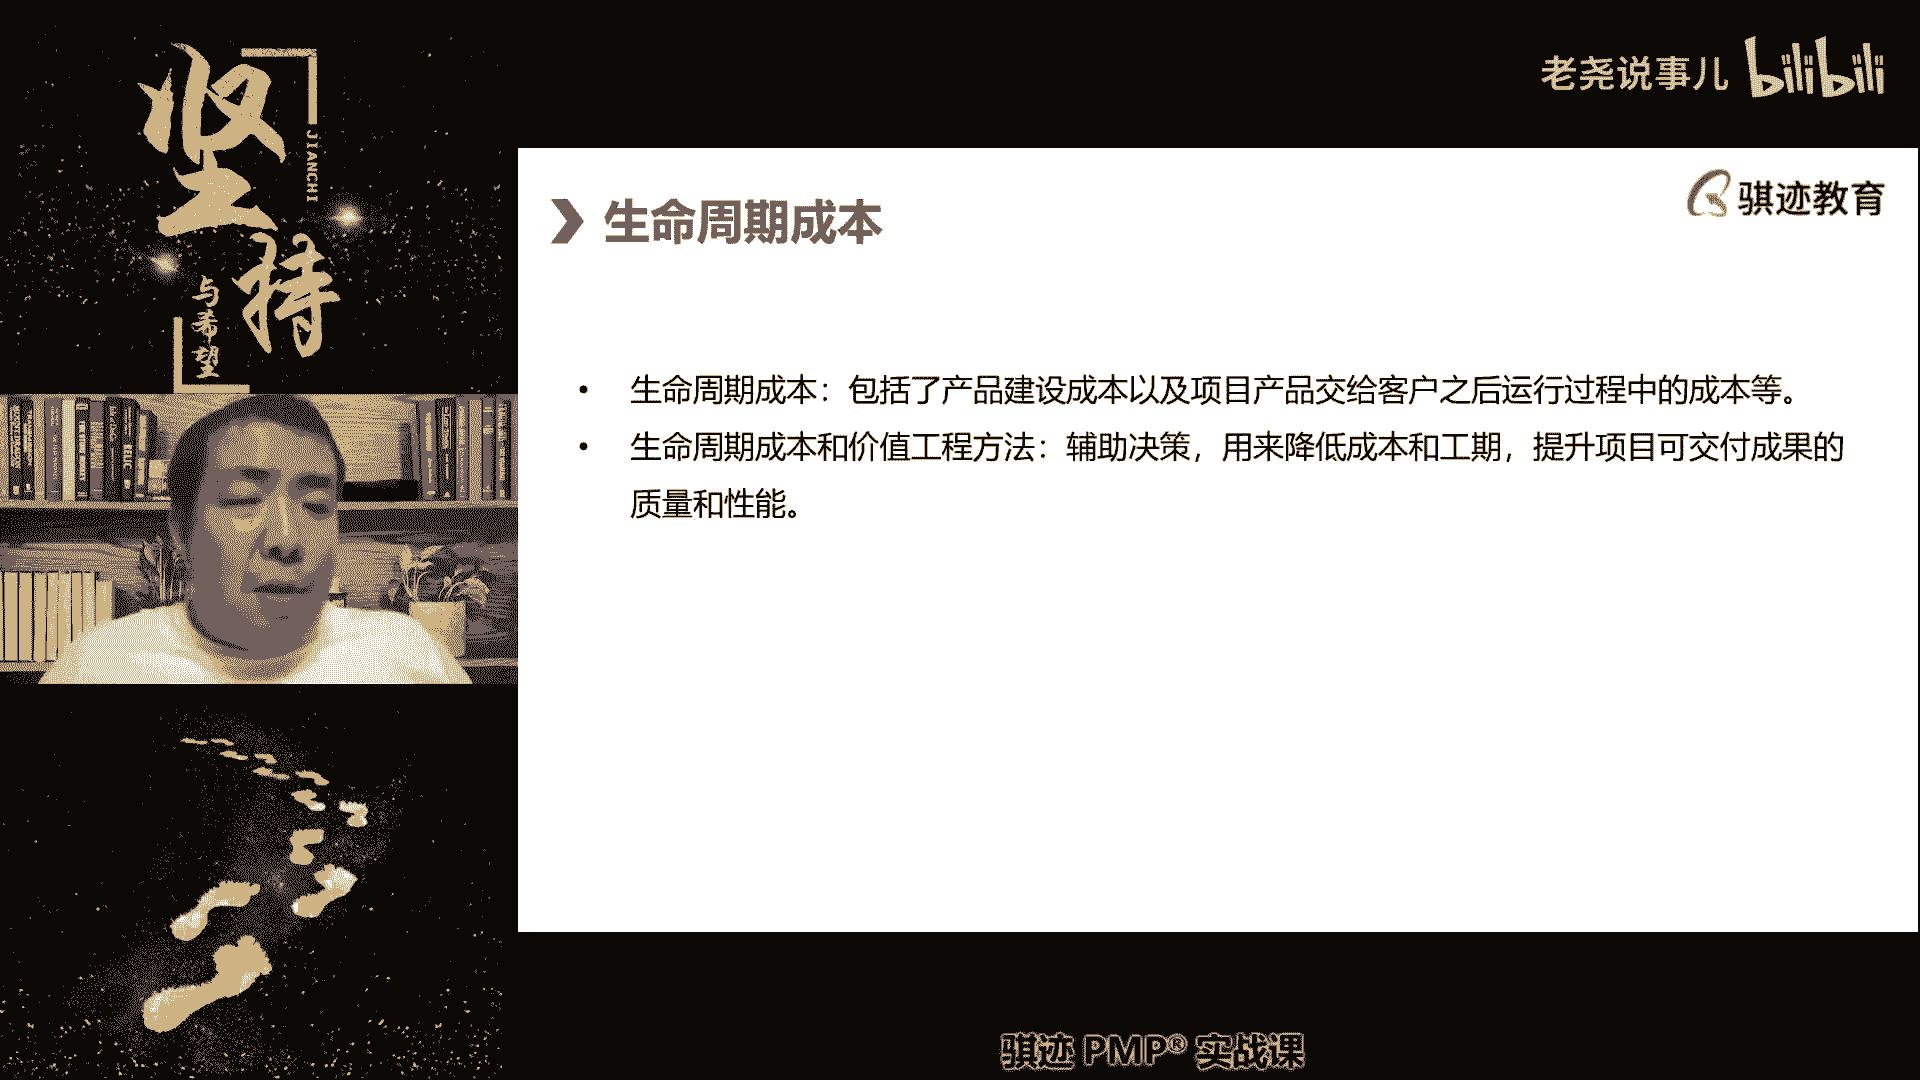 坚持
JIANCHI
与希望
老尧说事儿 bilibili
骐迹教育
生命周期成本
• 生命周期成本：包括了产品建设成本以及项目产品交给客户之后运行过程中的成本等。
• 生命周期成本和价值工程方法：辅助决策，用来降低成本和工期，提升项目可交付成果的
质量和性能。
骐迹 PMP® 实战课